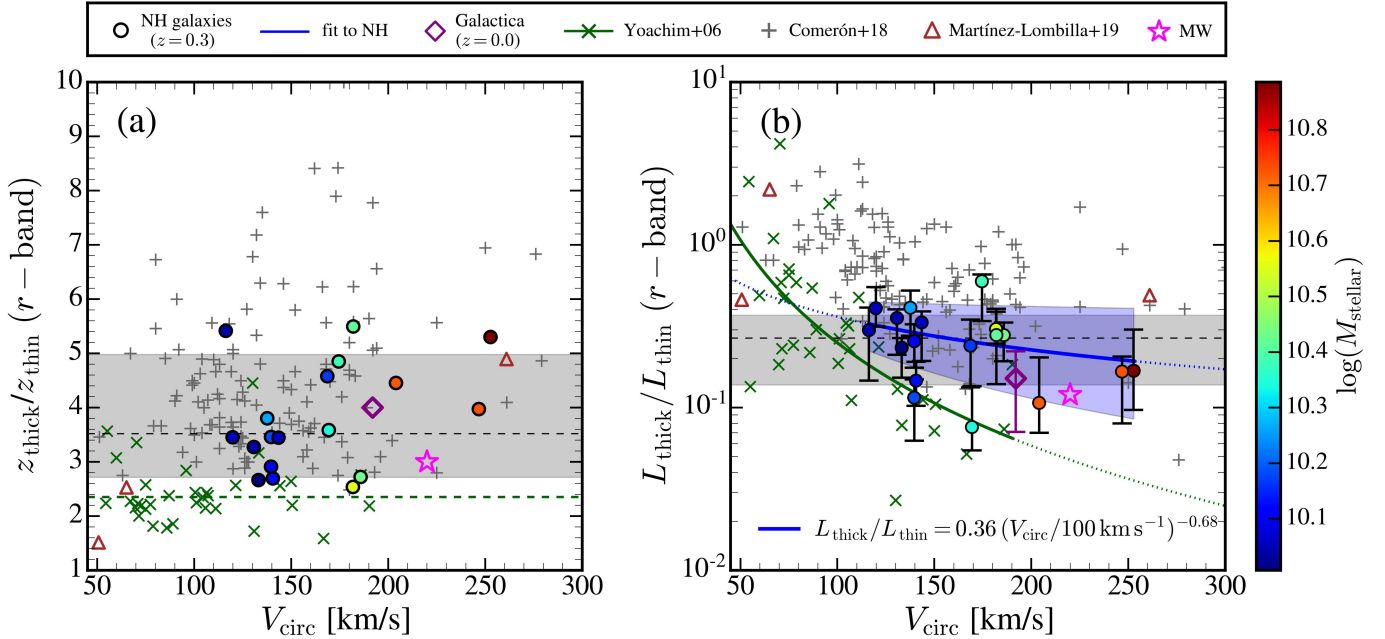 NH galaxies
(z=0.3)
fit to NH
Galactica
(z=0.0)
Yoachim+06
Comerón+18
Martínez-Lombilla+19
MW
(a)
10
9
8
7
6
5
4
3
2
1
z_thick/z_thin (r−band)
50 100 150 200 250 300
V_circ [km/s]
(b)
10^1
10^0
10^-1
10^-2
L_thick/L_thin (r−band)
L_thick/L_thin = 0.36 (V_circ/100 km s^−1)^−0.68
50 100 150 200 250 300
V_circ [km/s]
10.8
10.7
10.6
10.5
10.4
10.3
10.2
10.1
log(M_stellar)